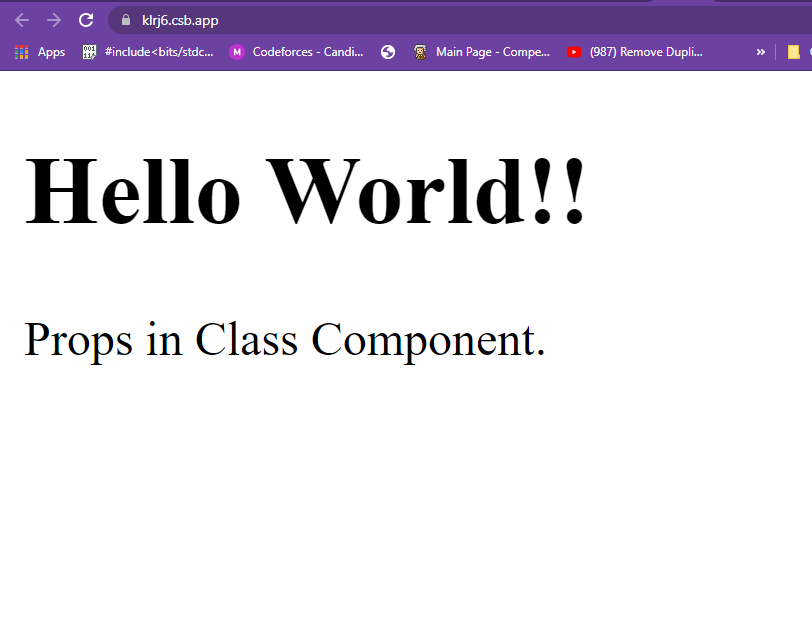 klrj6.csb.app
Apps #include<bits/stdc... M Codeforces - Candi... Main Page - Compe... (987) Remove Dupli... »
Hello World!!
Props in Class Component.